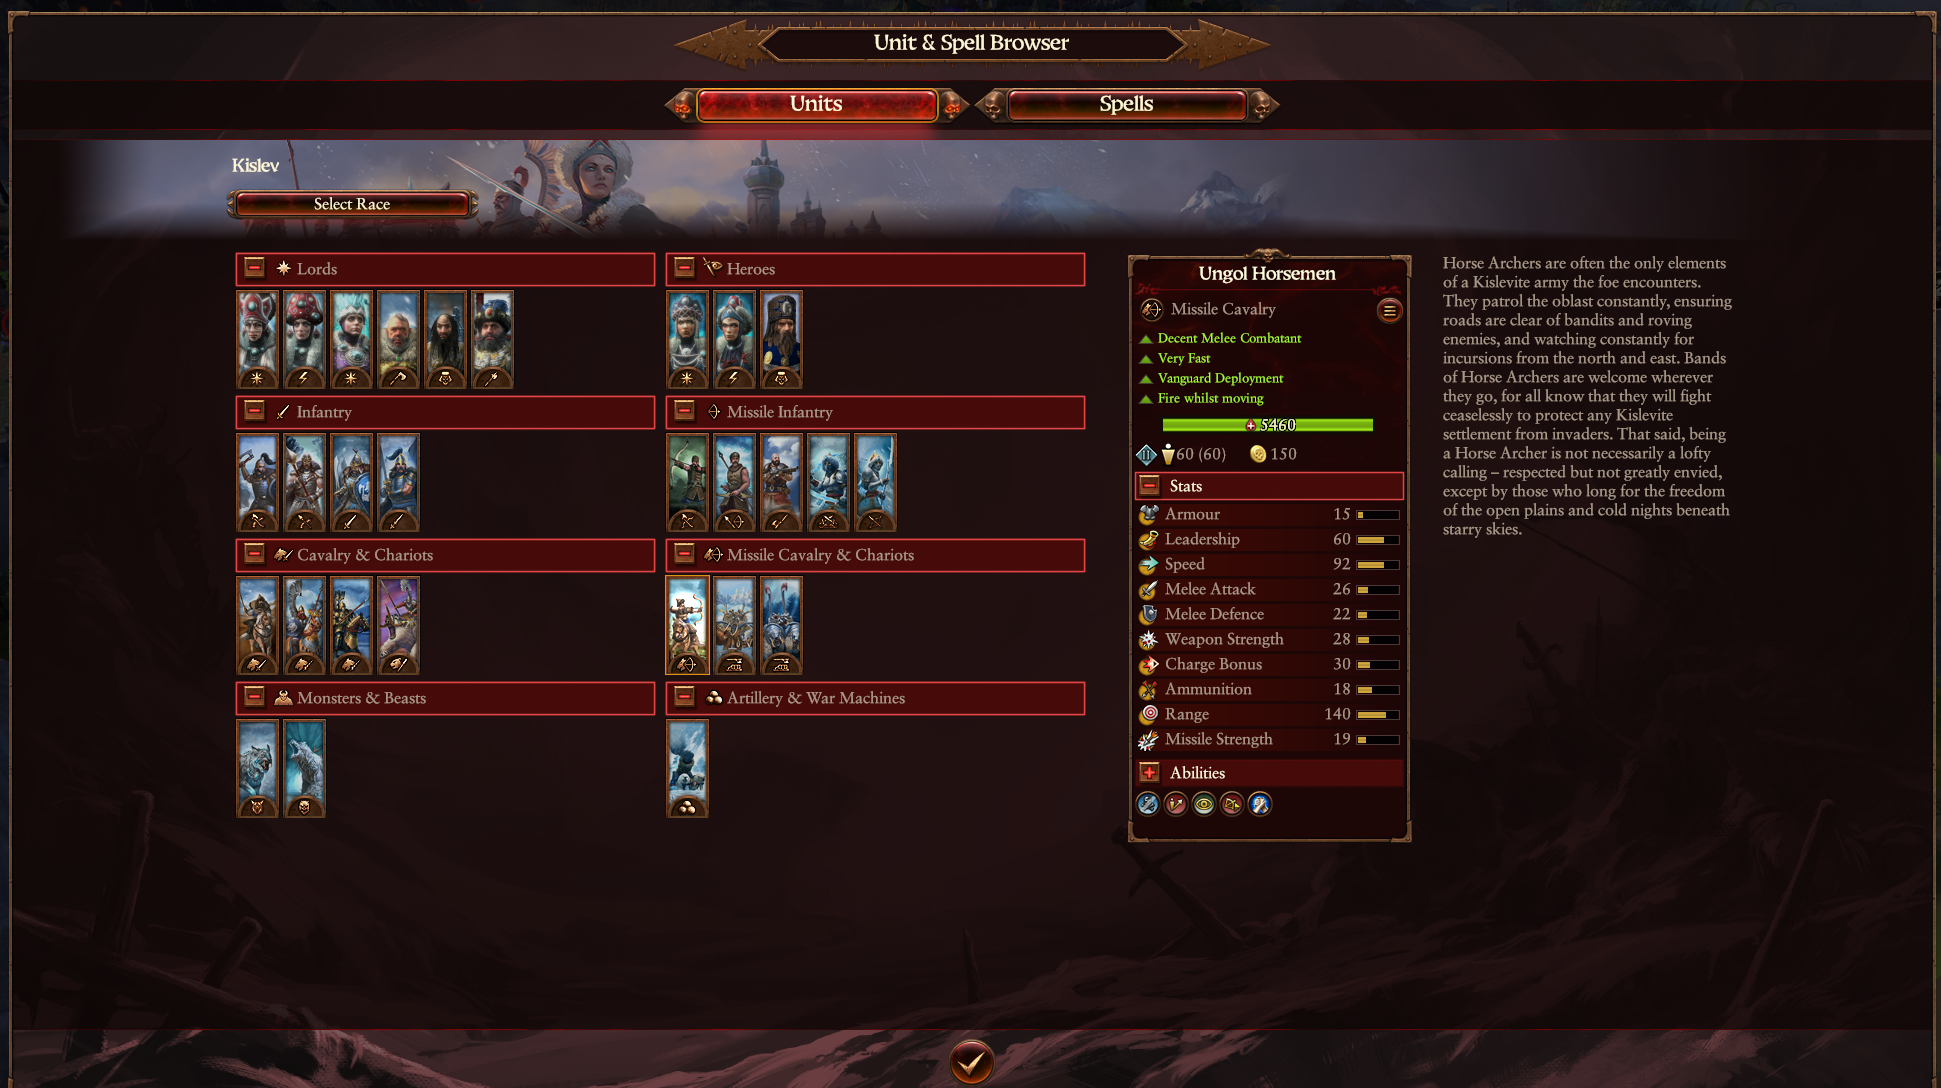 Unit & Spell Browser
Units
Spells
Kislev
Select Race
Lords
Heroes
Infantry
Missile Infantry
Cavalry & Chariots
Missile Cavalry & Chariots
Monsters & Beasts
Artillery & War Machines
Ungol Horsemen
Missile Cavalry
Decent Melee Combatant
Very Fast
Vanguard Deployment
Fire whilst moving
5460
60 (60) 150
Stats
Armour 15
Leadership 60
Speed 92
Melee Attack 26
Melee Defence 22
Weapon Strength 28
Charge Bonus 30
Ammunition 18
Range 140
Missile Strength 19
Abilities
Horse Archers are often the only elements
of a Kislevite army the foe encounters.
They patrol the oblast constantly, ensuring
roads are clear of bandits and roving
enemies, and watching constantly for
incursions from the north and east. Bands
of Horse Archers are welcome wherever
they go, for all know that they will fight
ceaselessly to protect any Kislevite
settlement from invaders. That said, being
a Horse Archer is not necessarily a lofty
calling – respected but not greatly envied,
except by those who long for the freedom
of the open plains and cold nights beneath
starry skies.